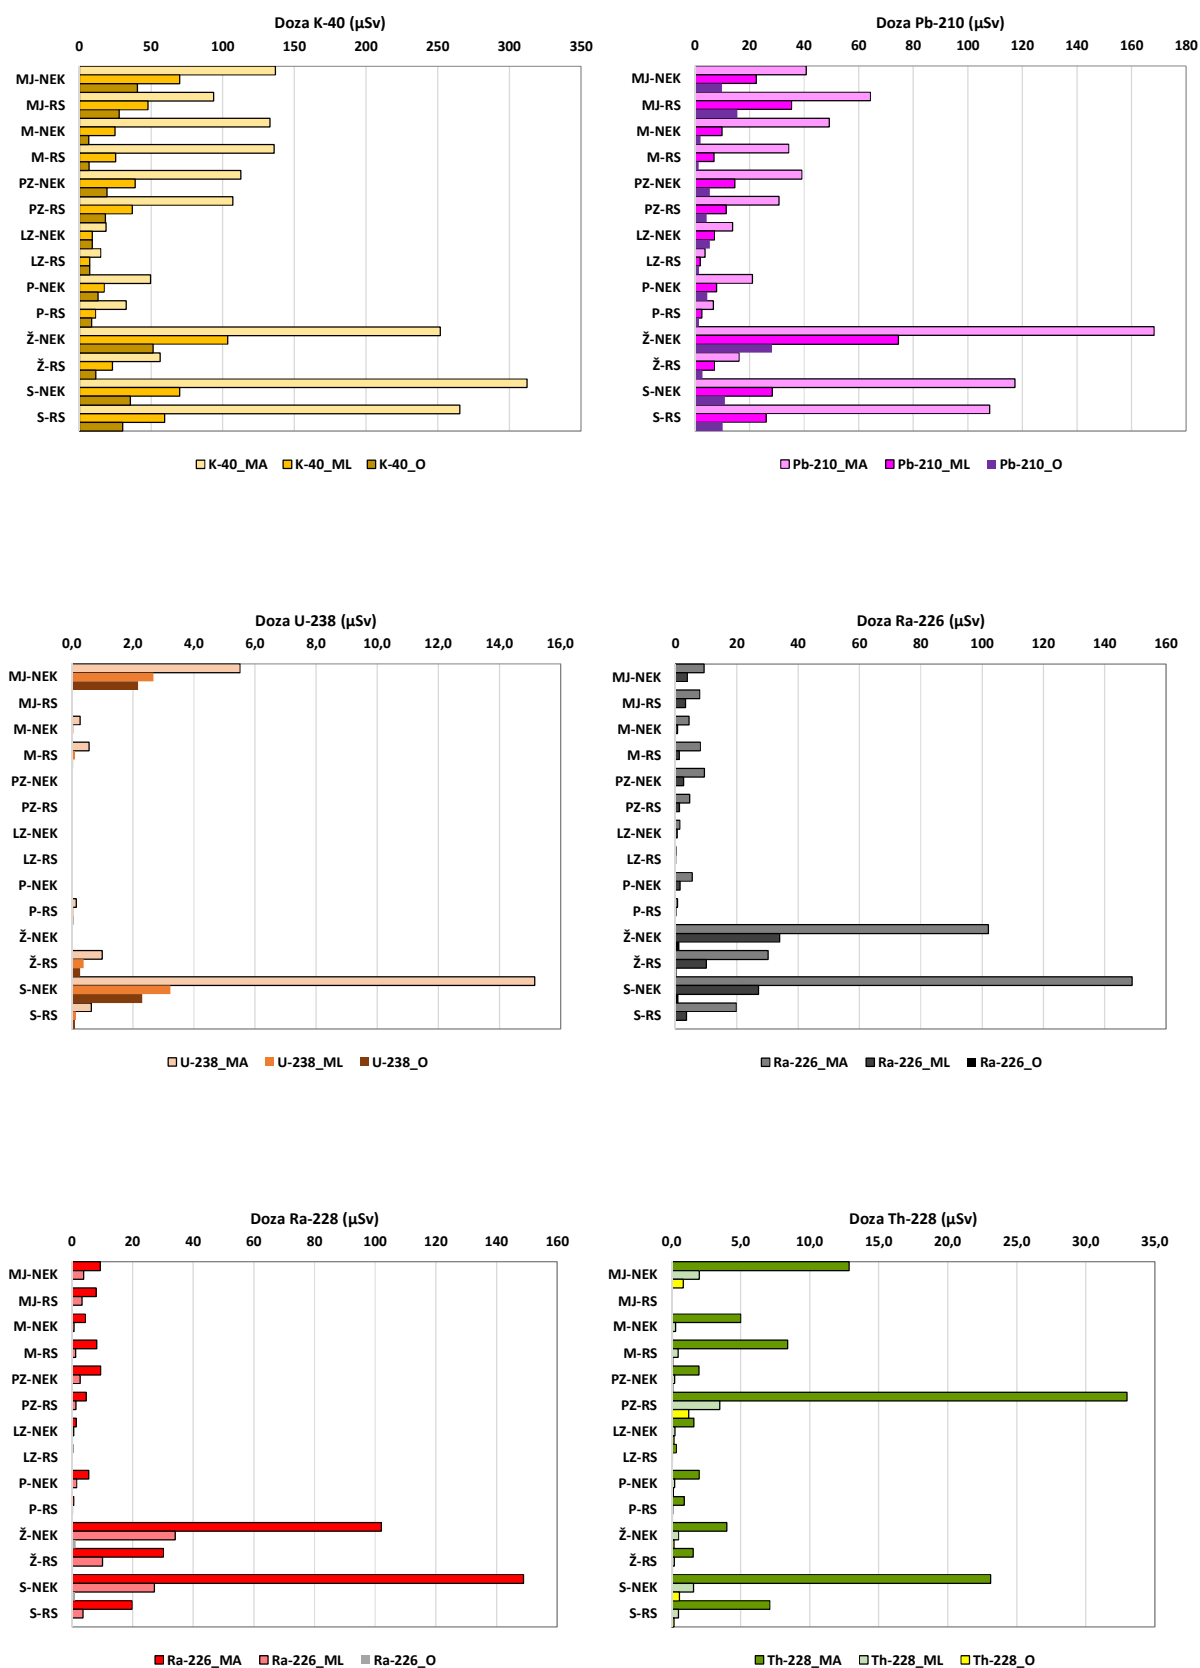 Doza K-40 (µSv)
0 50 100 150 200 250 300 350
MJ-NEK
MJ-RS
M-NEK
M-RS
PZ-NEK
PZ-RS
LZ-NEK
LZ-RS
P-NEK
P-RS
Ž-NEK
Ž-RS
S-NEK
S-RS
K-40_MA K-40_ML K-40_O
Doza Pb-210 (µSv)
0 20 40 60 80 100 120 140 160 180
MJ-NEK
MJ-RS
M-NEK
M-RS
PZ-NEK
PZ-RS
LZ-NEK
LZ-RS
P-NEK
P-RS
Ž-NEK
Ž-RS
S-NEK
S-RS
Pb-210_MA Pb-210_ML Pb-210_O
Doza U-238 (µSv)
0,0 2,0 4,0 6,0 8,0 10,0 12,0 14,0 16,0
MJ-NEK
MJ-RS
M-NEK
M-RS
PZ-NEK
PZ-RS
LZ-NEK
LZ-RS
P-NEK
P-RS
Ž-NEK
Ž-RS
S-NEK
S-RS
U-238_MA U-238_ML U-238_O
Doza Ra-226 (µSv)
0 20 40 60 80 100 120 140 160
MJ-NEK
MJ-RS
M-NEK
M-RS
PZ-NEK
PZ-RS
LZ-NEK
LZ-RS
P-NEK
P-RS
Ž-NEK
Ž-RS
S-NEK
S-RS
Ra-226_MA Ra-226_ML Ra-226_O
Doza Ra-228 (µSv)
0 20 40 60 80 100 120 140 160
MJ-NEK
MJ-RS
M-NEK
M-RS
PZ-NEK
PZ-RS
LZ-NEK
LZ-RS
P-NEK
P-RS
Ž-NEK
Ž-RS
S-NEK
S-RS
Ra-226_MA Ra-226_ML Ra-226_O
Doza Th-228 (µSv)
0,0 5,0 10,0 15,0 20,0 25,0 30,0 35,0
MJ-NEK
MJ-RS
M-NEK
M-RS
PZ-NEK
PZ-RS
LZ-NEK
LZ-RS
P-NEK
P-RS
Ž-NEK
Ž-RS
S-NEK
S-RS
Th-228_MA Th-228_ML Th-228_O